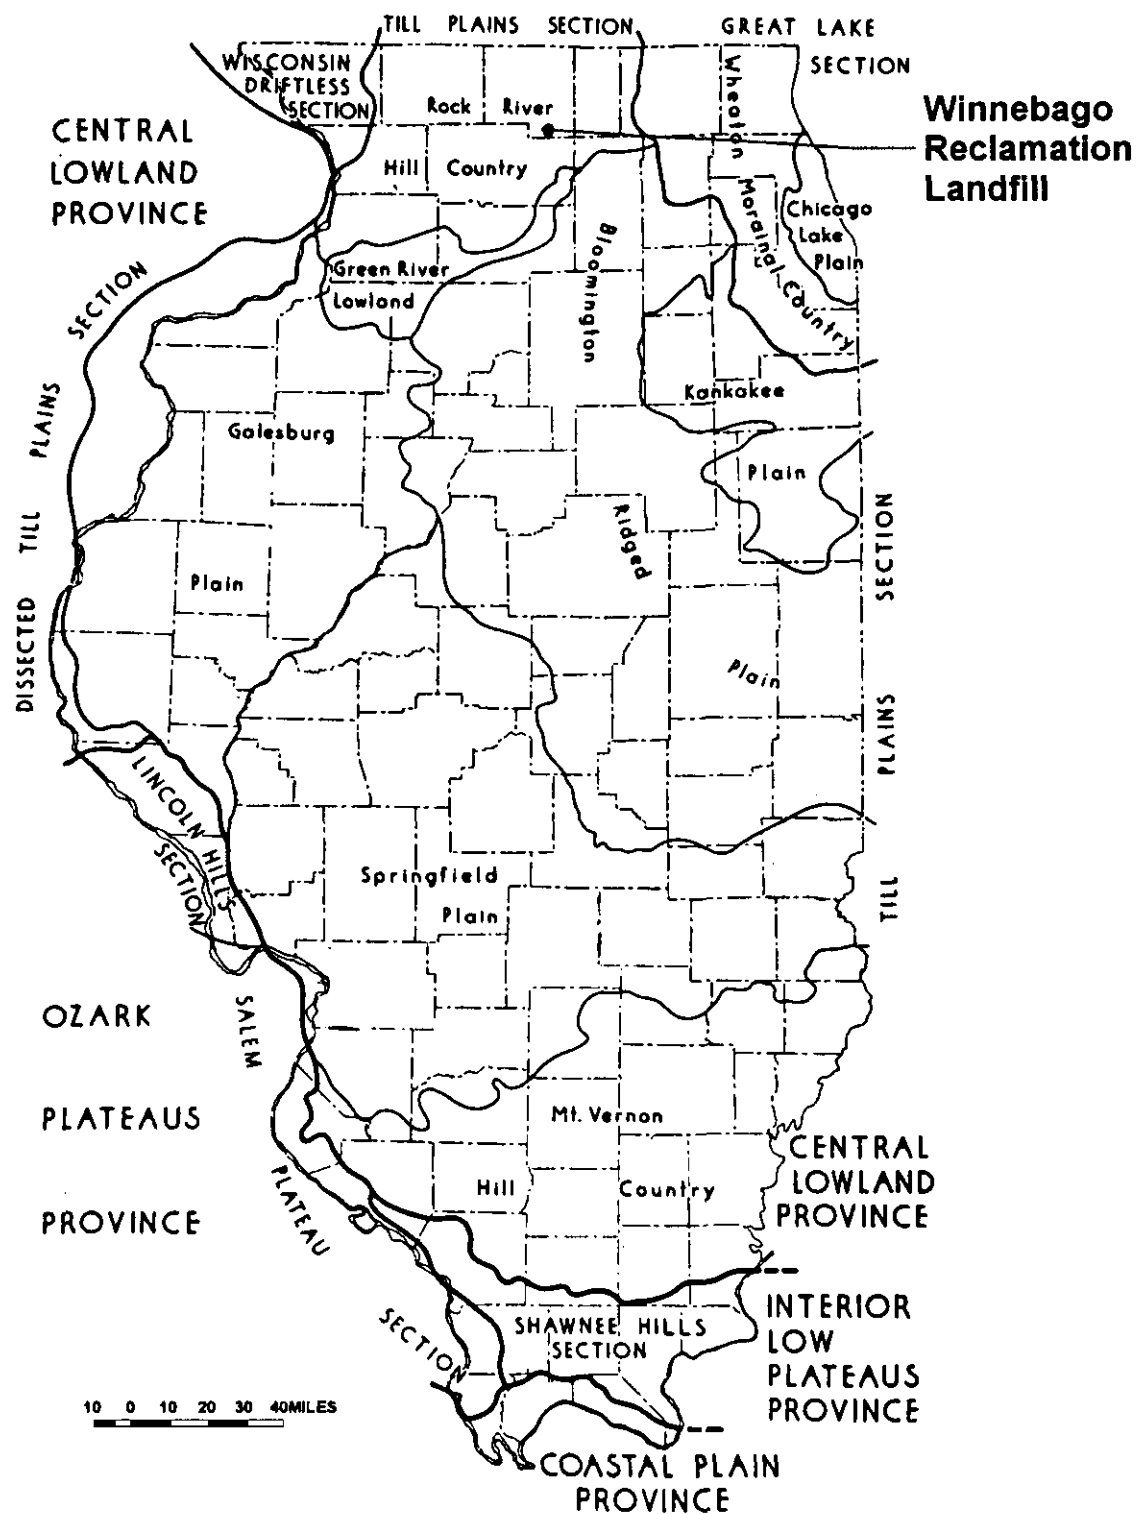 TILL PLAINS SECTION
GREAT LAKE
SECTION
WISCONSIN
DRIFTLESS
SECTION
Rock River
Hill Country
Wheaton
Morainal Country
Winnebago
Reclamation
Landfill
CENTRAL
LOWLAND
PROVINCE
Chicago
Lake
Plain
Green River
Lowland
Bloomington
Ridged
Plain
Kankakee
Plain
Galesburg
Plain
DISSECTED TILL PLAINS SECTION
TILL PLAINS SECTION
LINCOLN HILLS
SECTION
Springfield
Plain
OZARK
PLATEAUS
PROVINCE
SALEM
PLATEAU
SECTION
Mt. Vernon
Hill Country
CENTRAL
LOWLAND
PROVINCE
INTERIOR
LOW
PLATEAUS
PROVINCE
SHAWNEE HILLS
SECTION
10 0 10 20 30 40MILES
COASTAL PLAIN
PROVINCE